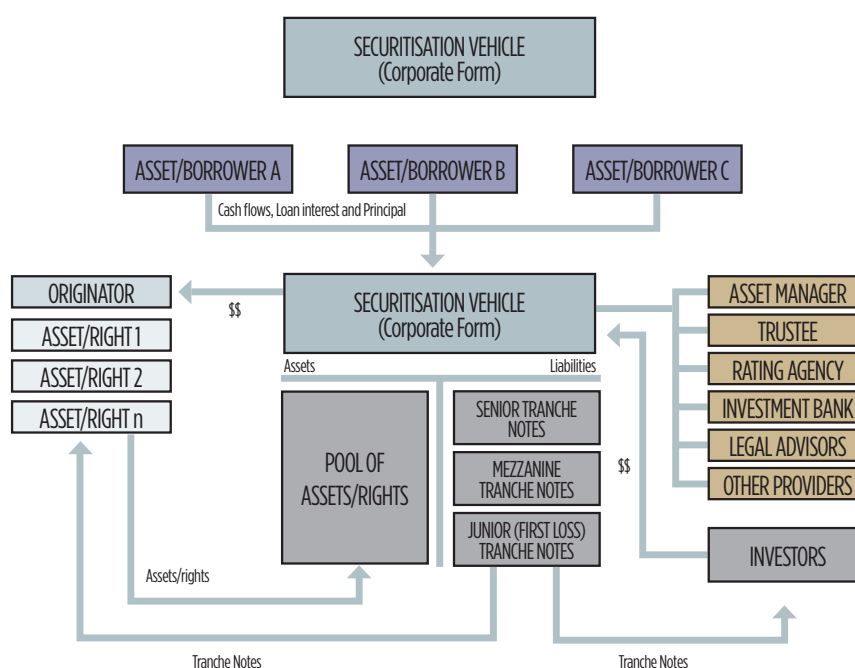 SECURITISATION VEHICLE
(Corporate Form)
ASSET/BORROWER A
ASSET/BORROWER B
ASSET/BORROWER C
Cash flows, Loan interest and Principal
ORIGINATOR
ASSET/RIGHT 1
ASSET/RIGHT 2
ASSET/RIGHT n
$$
SECURITISATION VEHICLE
(Corporate Form)
Assets
Liabilities
POOL OF
ASSETS/RIGHTS
SENIOR TRANCHE
NOTES
MEZZANINE
TRANCHE NOTES
JUNIOR (FIRST LOSS)
TRANCHE NOTES
$$
ASSET MANAGER
TRUSTEE
RATING AGENCY
INVESTMENT BANK
LEGAL ADVISORS
OTHER PROVIDERS
INVESTORS
Assets/rights
Tranche Notes
Tranche Notes